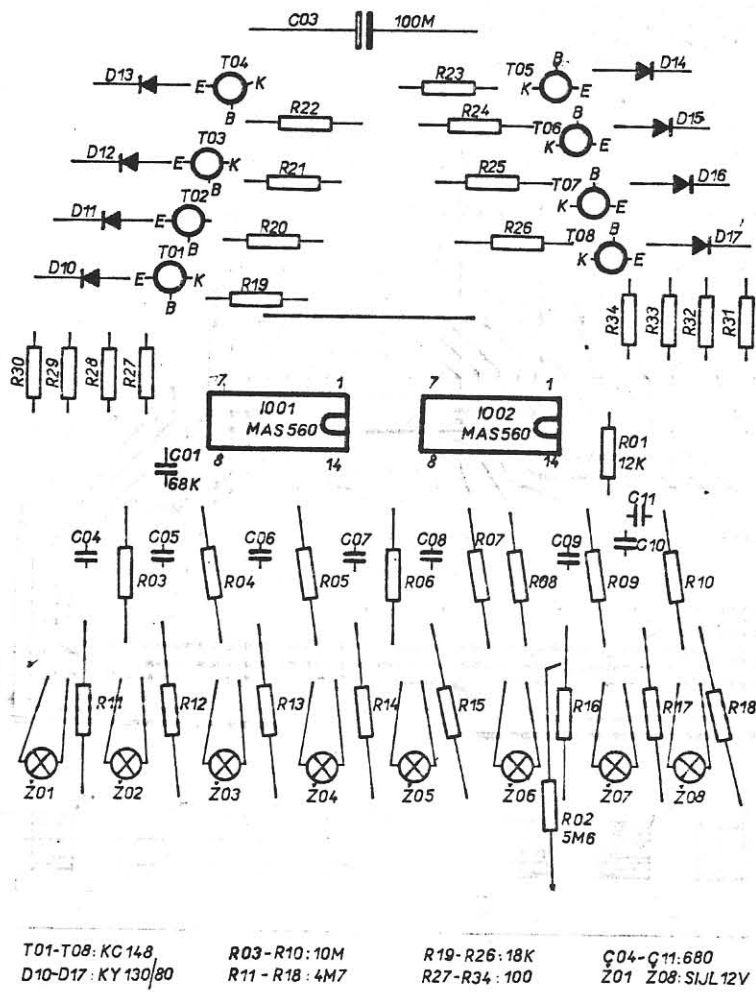 C03 100M
T04
D13 E K
B
R22
T03
D12 E K
B
R21
T02
D11 E
B
R20
T01
D10 E K
B
R19
B
T05 D14
R23 K E
B
R24 T06 D15
K E
B
R25 T07 D16
K E
B
R26 T08 D17
K E
R30 R29 R28 R27
R34 R33 R32 R31
7 1
IO01
MAS560
8 14
7 1
IO02
MAS560
8 14
R01
12K
C01
68K
C11
C10
C04 R03 C05 R04 C06 R05 C07 R06 C08 R07 R08 C09 R09 R10
R11 R12 R13 R14 R15 R16 R17 R18
Ž01 Ž02 Ž03 Ž04 Ž05 Ž06 Ž07 Ž08
R02
5M6
T01-T08: KC148 R03-R10: 10M R19-R26: 18K C04-C11: 680
D10-D17: KY130/80 R11-R18: 4M7 R27-R34: 100 Ž01 Ž08: SIJL12V